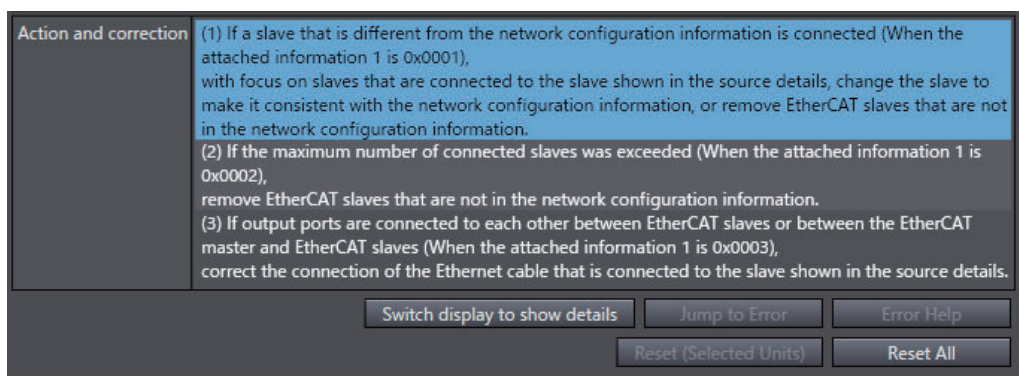 Action and correction
(1) If a slave that is different from the network configuration information is connected (When the
attached information 1 is 0x0001),
with focus on slaves that are connected to the slave shown in the source details, change the slave to
make it consistent with the network configuration information, or remove EtherCAT slaves that are not
in the network configuration information.
(2) If the maximum number of connected slaves was exceeded (When the attached information 1 is
0x0002),
remove EtherCAT slaves that are not in the network configuration information.
(3) If output ports are connected to each other between EtherCAT slaves or between the EtherCAT
master and EtherCAT slaves (When the attached information 1 is 0x0003),
correct the connection of the Ethernet cable that is connected to the slave shown in the source details.
Switch display to show details
Jump to Error
Error Help
Reset (Selected Units)
Reset All